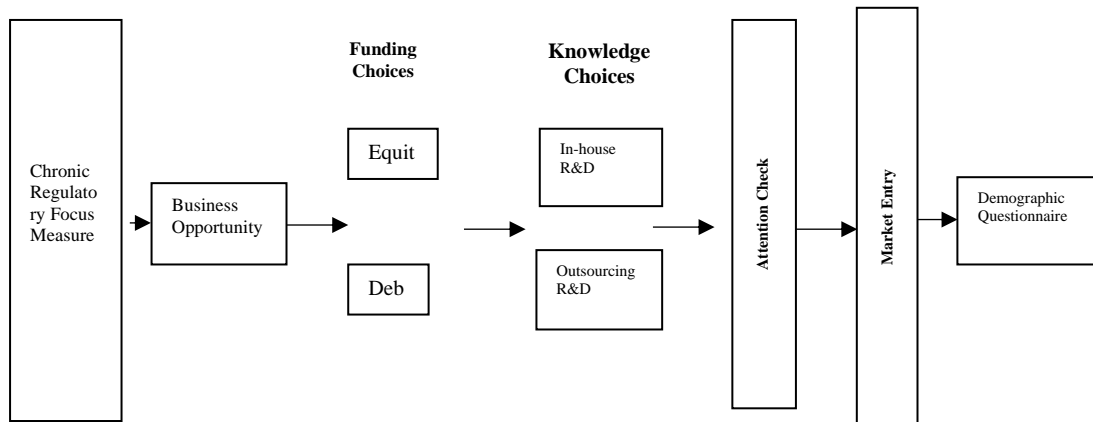 Chronic
Regulato
ry Focus
Measure
Business
Opportunity
Funding
Choices
Equit
Deb
Knowledge
Choices
In-house
R&D
Outsourcing
R&D
Attention Check
Market Entry
Demographic
Questionnaire